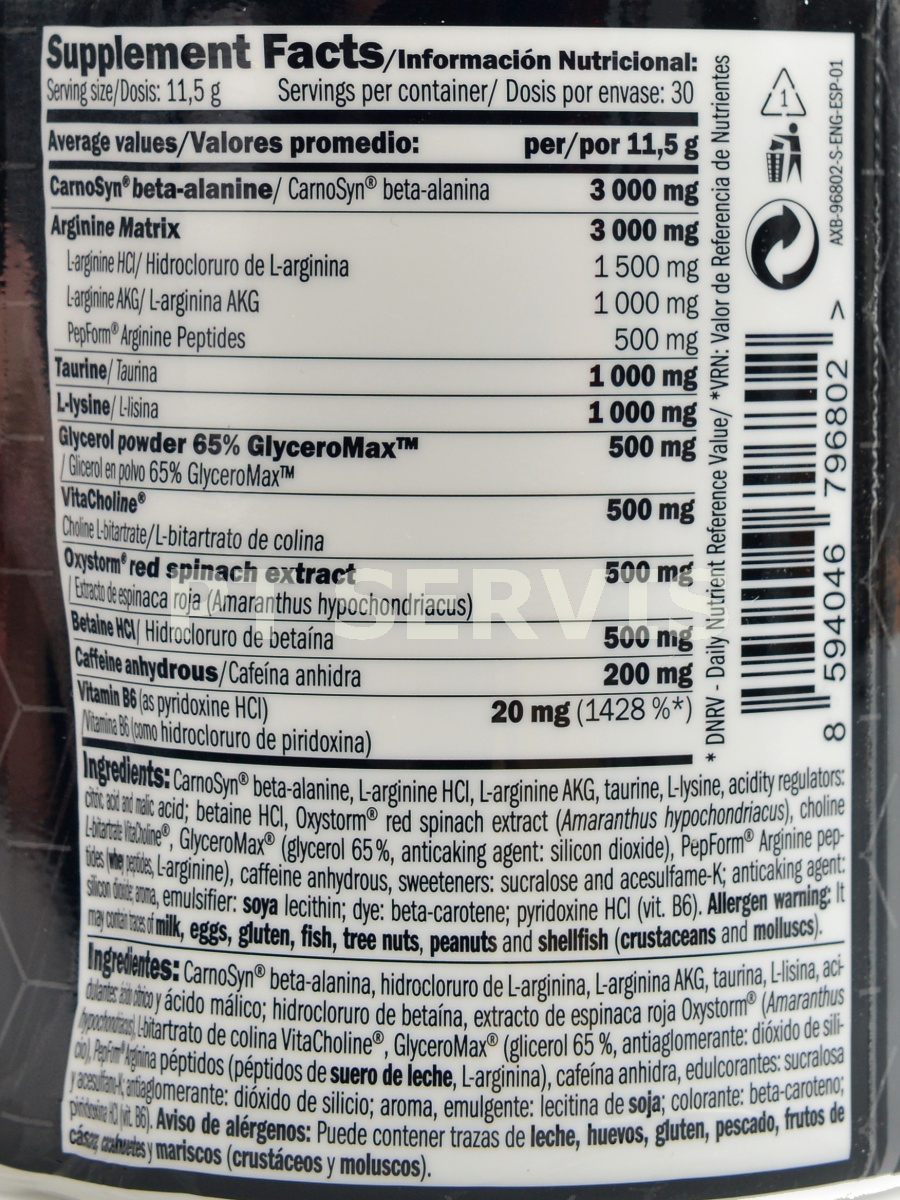 Supplement Facts/Información Nutricional:
Serving size/Dosis: 11,5 g Servings per container/ Dosis por envase: 30
Average values/Valores promedio: per/por 11,5 g
CarnoSyn® beta-alanine/ CarnoSyn® beta-alanina 3 000 mg
Arginine Matrix 3 000 mg
L-arginine HCl/ Hidrocloruro de L-arginina 1 500 mg
L-arginine AKG/ L-arginina AKG 1 000 mg
PepForm® Arginine Peptides 500 mg
Taurine/ Taurina 1 000 mg
L-lysine/ L-lisina 1 000 mg
Glycerol powder 65% GlyceroMax™ 500 mg
/ Glicerol en polvo 65% GlyceroMax™
VitaCholine® 500 mg
Choline L-bitartrate/L-bitartrato de colina
Oxystorm® red spinach extract 500 mg
/ Extracto de espinaca roja (Amaranthus hypochondriacus)
Betaine HCl/ Hidrocloruro de betaína 500 mg
Caffeine anhydrous/Cafeína anhidra 200 mg
Vitamin B6 (as pyridoxine HCl) 20 mg (1428 %*)
/Vitamina B6 (como hidrocloruro de piridoxina)
Ingredients: CarnoSyn® beta-alanine, L-arginine HCl, L-arginine AKG, taurine, L-lysine, acidity regulators:
citric acid and malic acid; betaine HCl, Oxystorm® red spinach extract (Amaranthus hypochondriacus), choline
L-bitartrate VitaCholine®, GlyceroMax® (glycerol 65%, anticaking agent: silicon dioxide), PepForm® Arginine pep-
tides (whey peptides, L-arginine), caffeine anhydrous, sweeteners: sucralose and acesulfame-K; anticaking agent:
silicon dioxide; aroma, emulsifier: soya lecithin; dye: beta-carotene; pyridoxine HCl (vit. B6). Allergen warning: It
may contain traces of milk, eggs, gluten, fish, tree nuts, peanuts and shellfish (crustaceans and molluscs).
Ingredientes: CarnoSyn® beta-alanina, hidrocloruro de L-arginina, L-arginina AKG, taurina, L-lisina, aci-
dulantes: ácido cítrico y ácido málico; hidrocloruro de betaína, extracto de espinaca roja Oxystorm® (Amaranthus
hypochondriacus), L-bitartrato de colina VitaCholine®, GlyceroMax® (glicerol 65 %, antiaglomerante: dióxido de sili-
cio), PepForm® Arginina péptidos (péptidos de suero de leche, L-arginina), cafeína anhidra, edulcorantes: sucralosa
y acesulfam-K; antiaglomerante: dióxido de silicio; aroma, emulgente: lecitina de soja; colorante: beta-caroteno;
piridoxina HCl (vit. B6). Aviso de alérgenos: Puede contener trazas de leche, huevos, gluten, pescado, frutos de
cáscara, cacahuetes y mariscos (crustáceos y moluscos).
* DNRV - Daily Nutrient Reference Value/ *VRN: Valor de Referencia de Nutrientes
1
AXB-96802-S-ENG-ESP-01
8 594046 796802 >
PT SERVIS